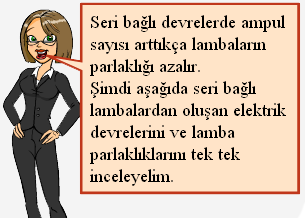 Seri bağlı devrelerde ampul
sayısı arttıkça lambaların
parlaklığı azalır.
Şimdi aşağıda seri bağlı
lambalardan oluşan elektrik
devrelerini ve lamba
parlaklıklarını tek tek
inceleyelim.